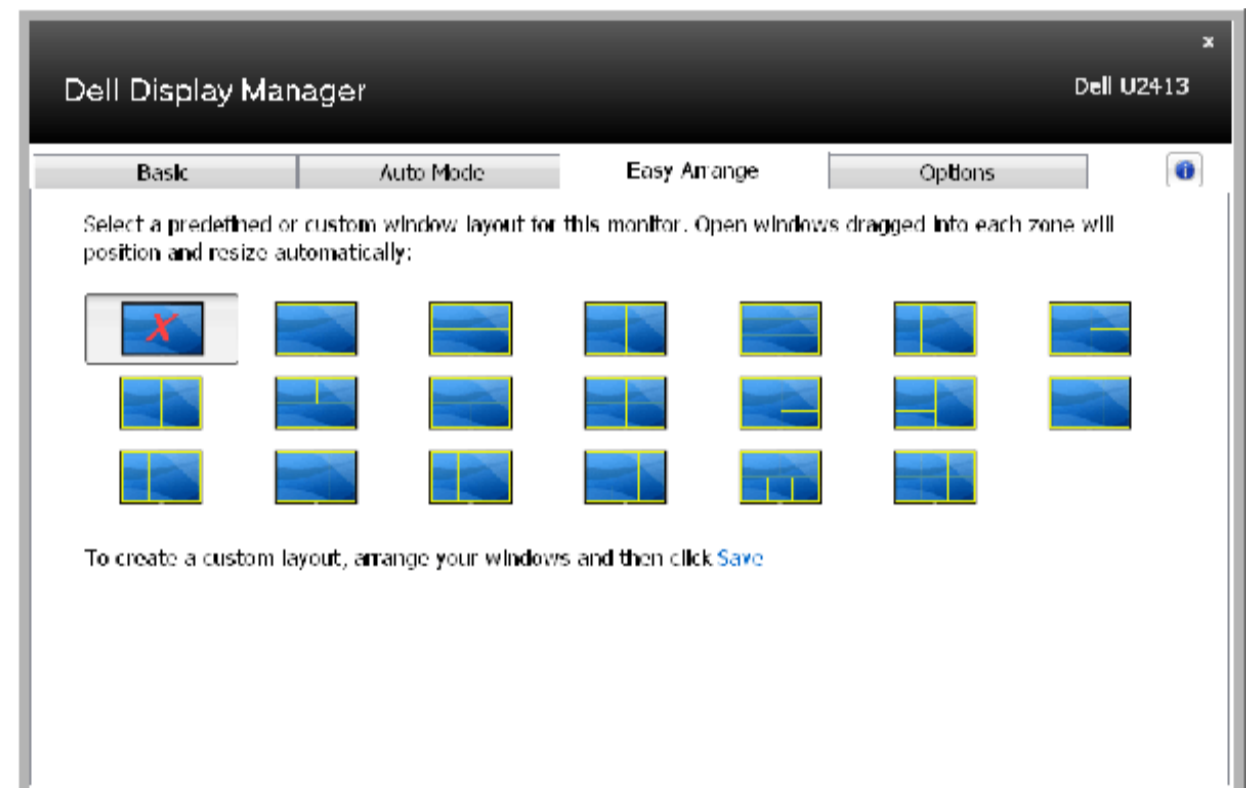 x
Dell Display Manager
Dell U2413
Basic
Auto Mode
Easy Arrange
Options
Select a predefined or custom window layout for this monitor. Open windows dragged into each zone will
position and resize automatically:
X
To create a custom layout, arrange your windows and then click Save